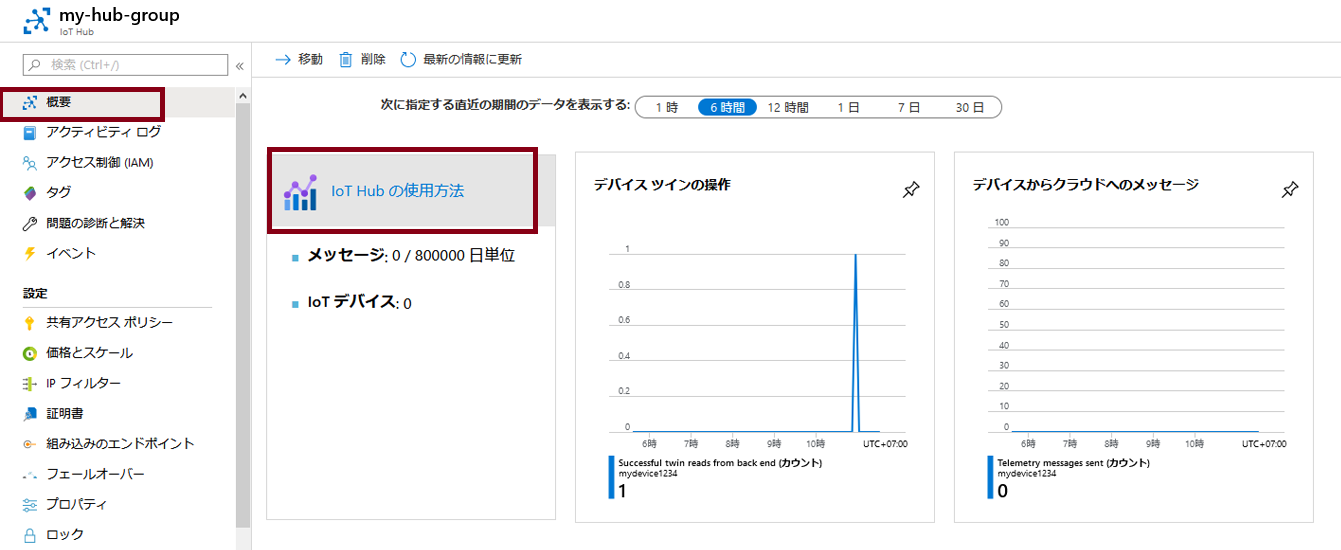 my-hub-group
IoT Hub
検索 (Ctrl+/)
«
概要
アクティビティ ログ
アクセス制御 (IAM)
タグ
問題の診断と解決
イベント
設定
共有アクセス ポリシー
価格とスケール
IP フィルター
証明書
組み込みのエンドポイント
フェールオーバー
プロパティ
ロック
移動 削除 最新の情報に更新
次に指定する直近の期間のデータを表示する: 1 時 6 時間 12 時間 1 日 7 日 30 日
IoT Hub の使用方法
メッセージ: 0 / 800000 日単位
IoT デバイス: 0
デバイス ツインの操作
1
0.8
0.6
0.4
0.2
0
6時 7時 8時 9時 10時 UTC+07:00
Successful twin reads from back end (カウント)
mydevice1234
1
デバイスからクラウドへのメッセージ
100
90
80
70
60
50
40
30
20
10
0
6時 7時 8時 9時 10時 UTC+07:00
Telemetry messages sent (カウント)
mydevice1234
0